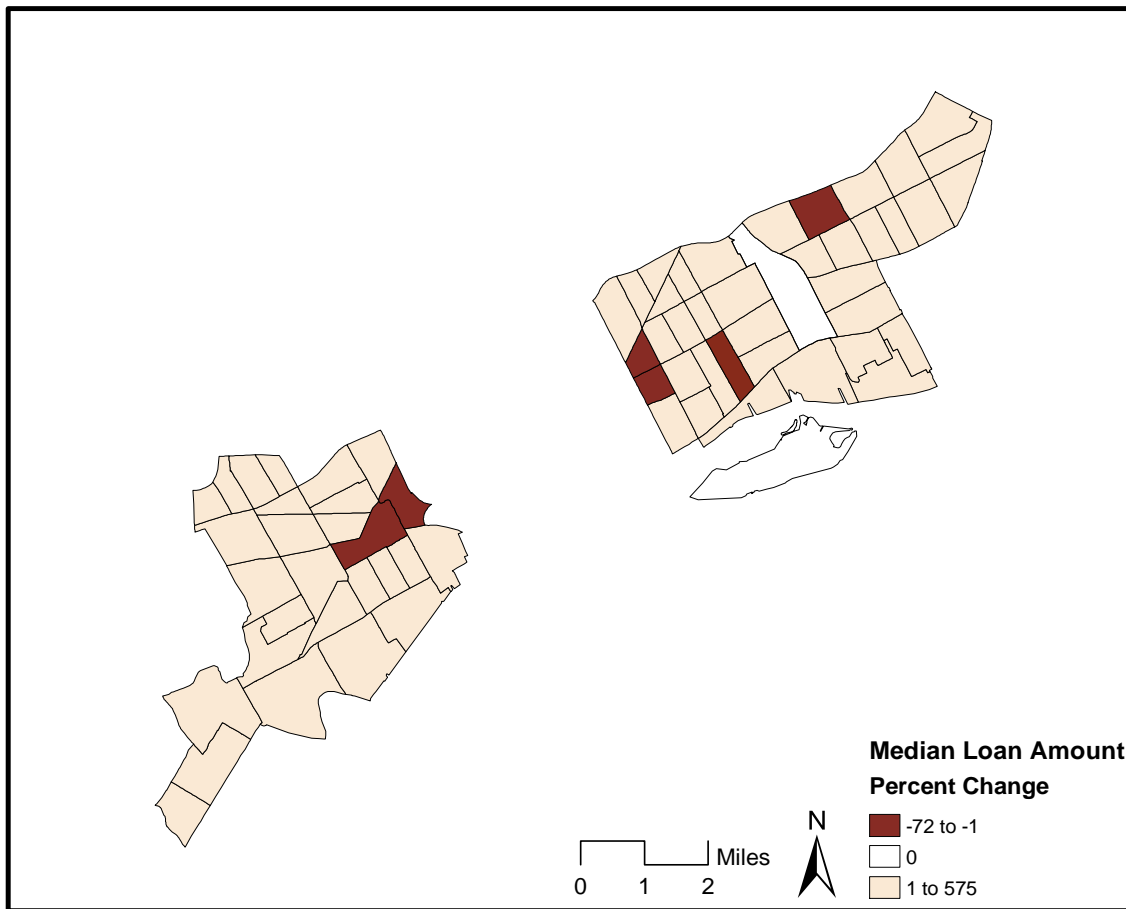 Median Loan Amount
Percent Change
-72 to -1
0
1 to 575
N
Miles
0 1 2